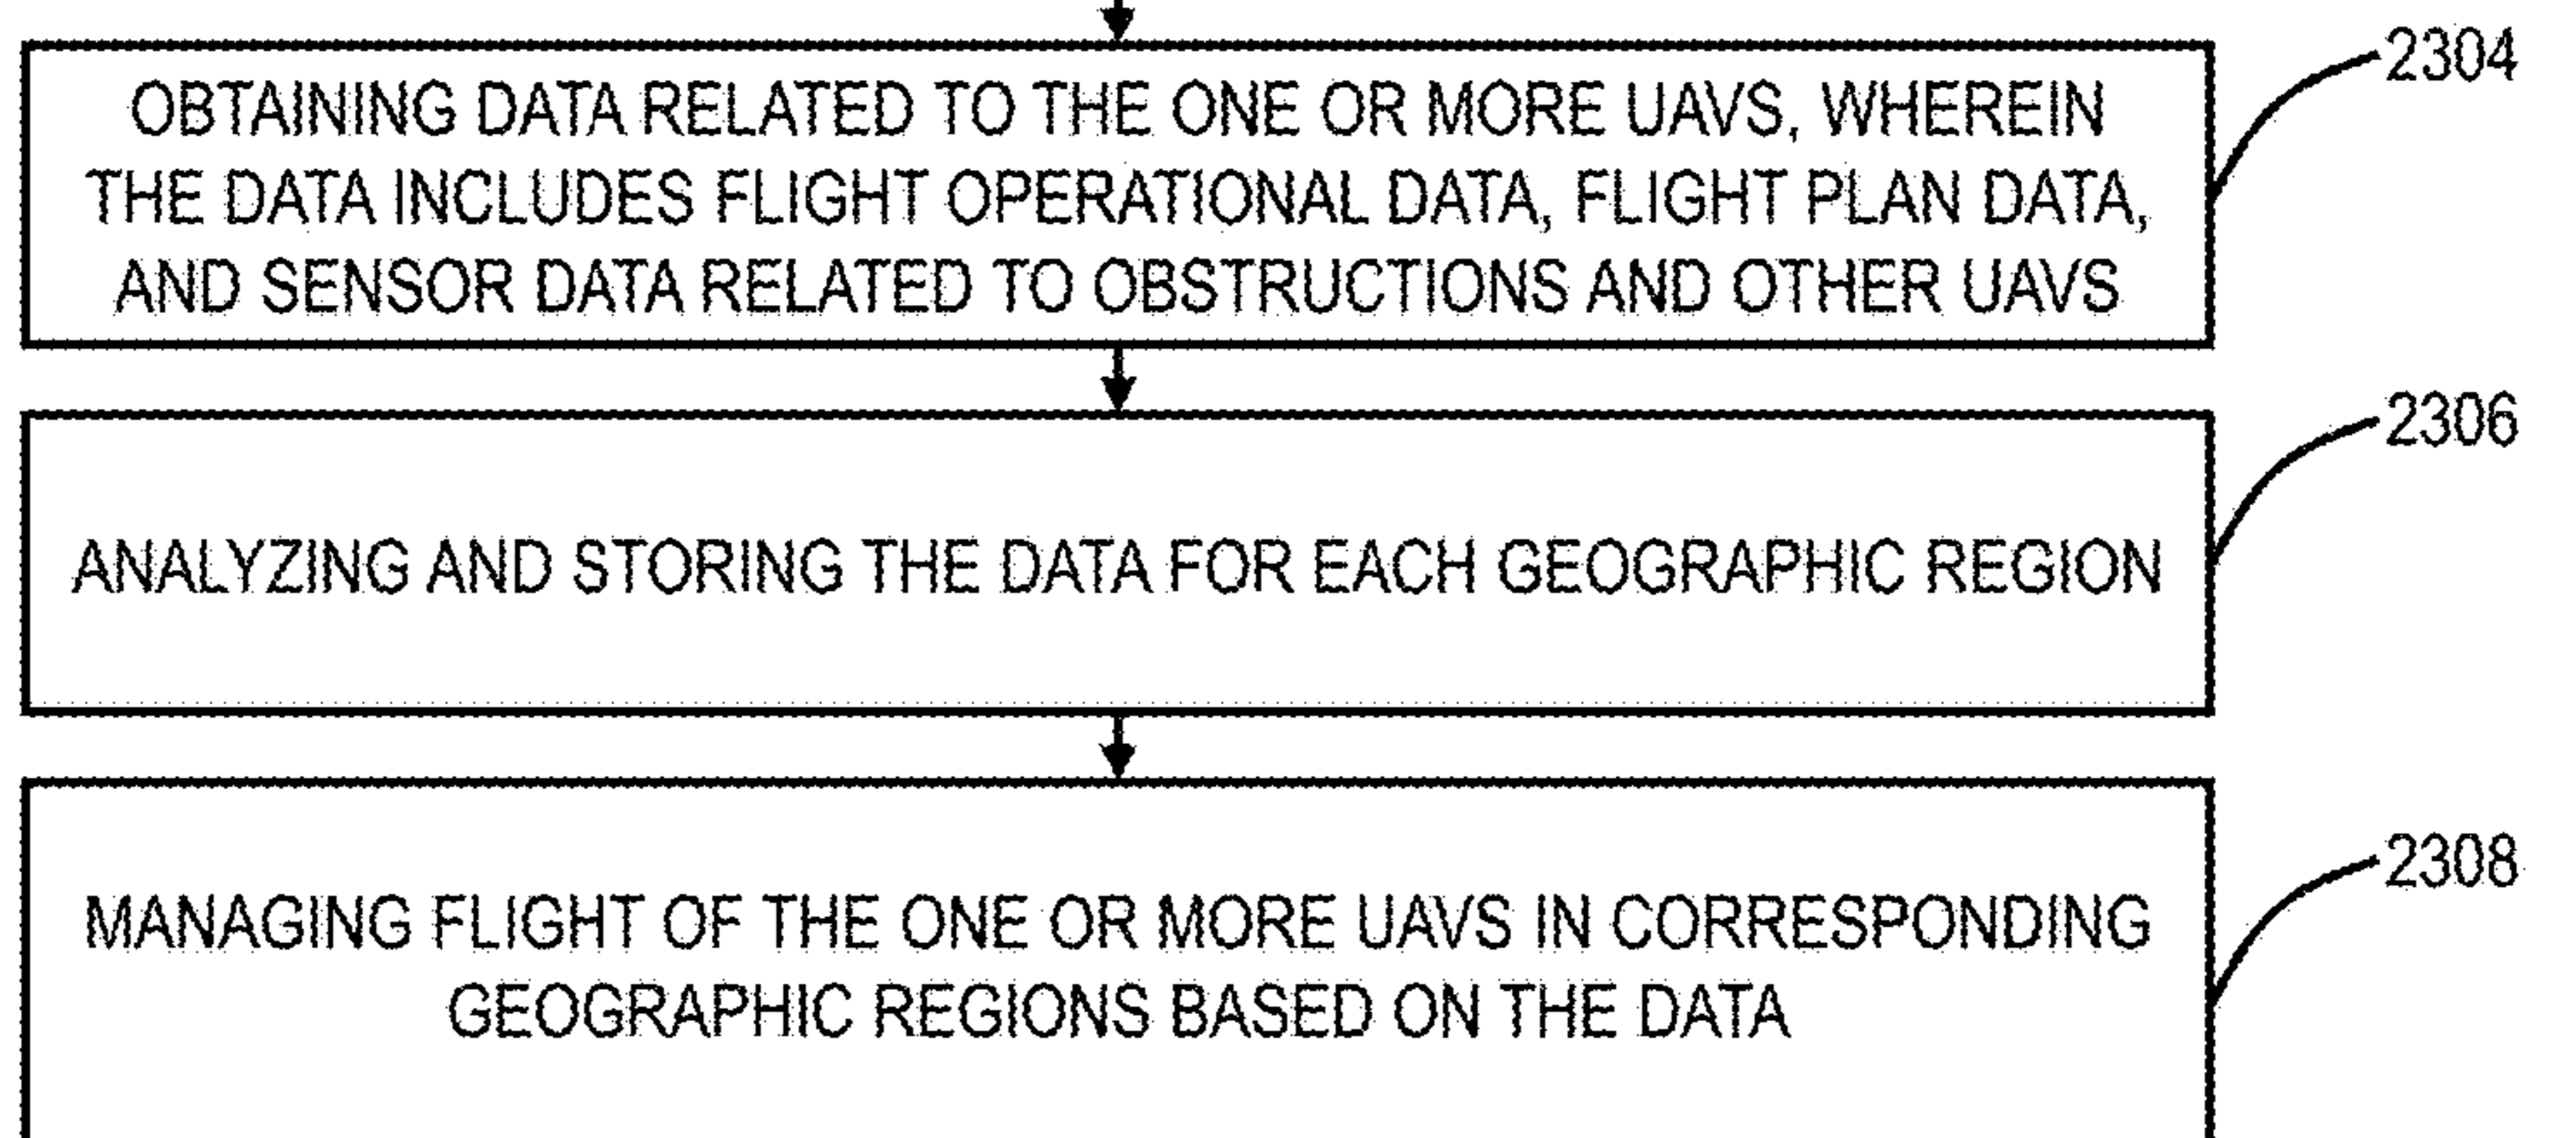 OBTAINING DATA RELATED TO THE ONE OR MORE UAVS, WHEREIN
THE DATA INCLUDES FLIGHT OPERATIONAL DATA, FLIGHT PLAN DATA,
AND SENSOR DATA RELATED TO OBSTRUCTIONS AND OTHER UAVS
2304
ANALYZING AND STORING THE DATA FOR EACH GEOGRAPHIC REGION
2306
MANAGING FLIGHT OF THE ONE OR MORE UAVS IN CORRESPONDING
GEOGRAPHIC REGIONS BASED ON THE DATA
2308